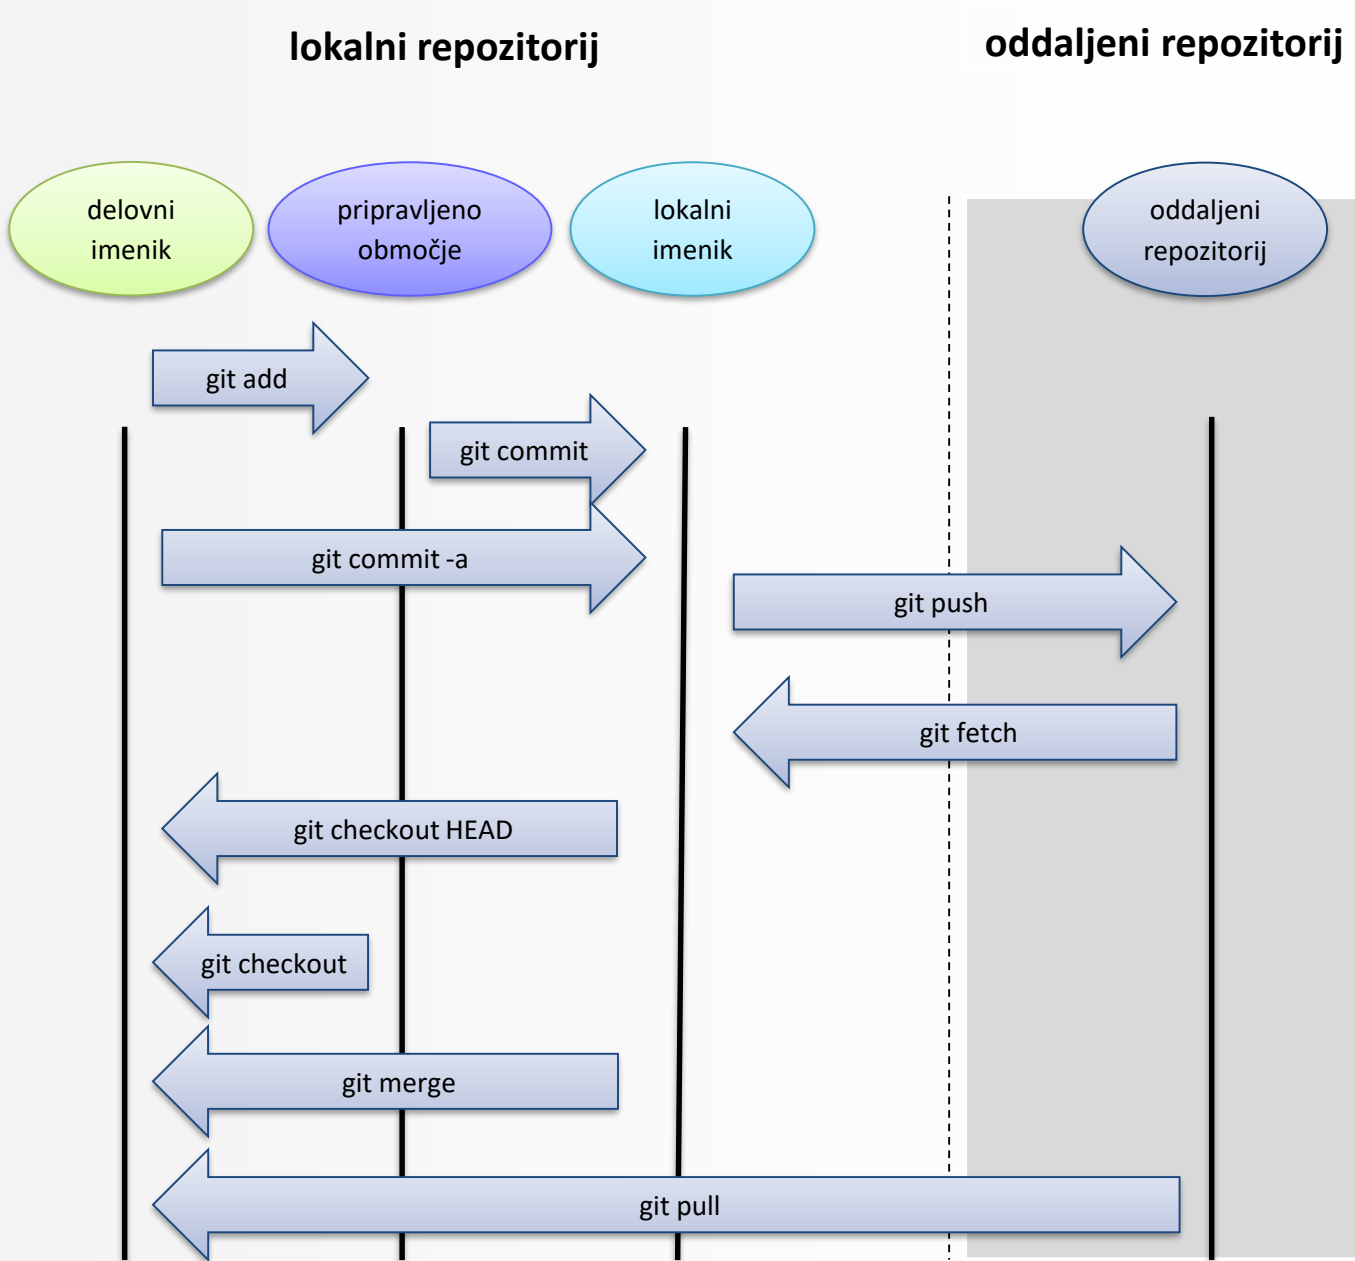 lokalni repozitorij
oddaljeni repozitorij
delovni
imenik
pripravljeno
območje
lokalni
imenik
oddaljeni
repozitorij
git add
git commit
git commit -a
git push
git fetch
git checkout HEAD
git checkout
git merge
git pull